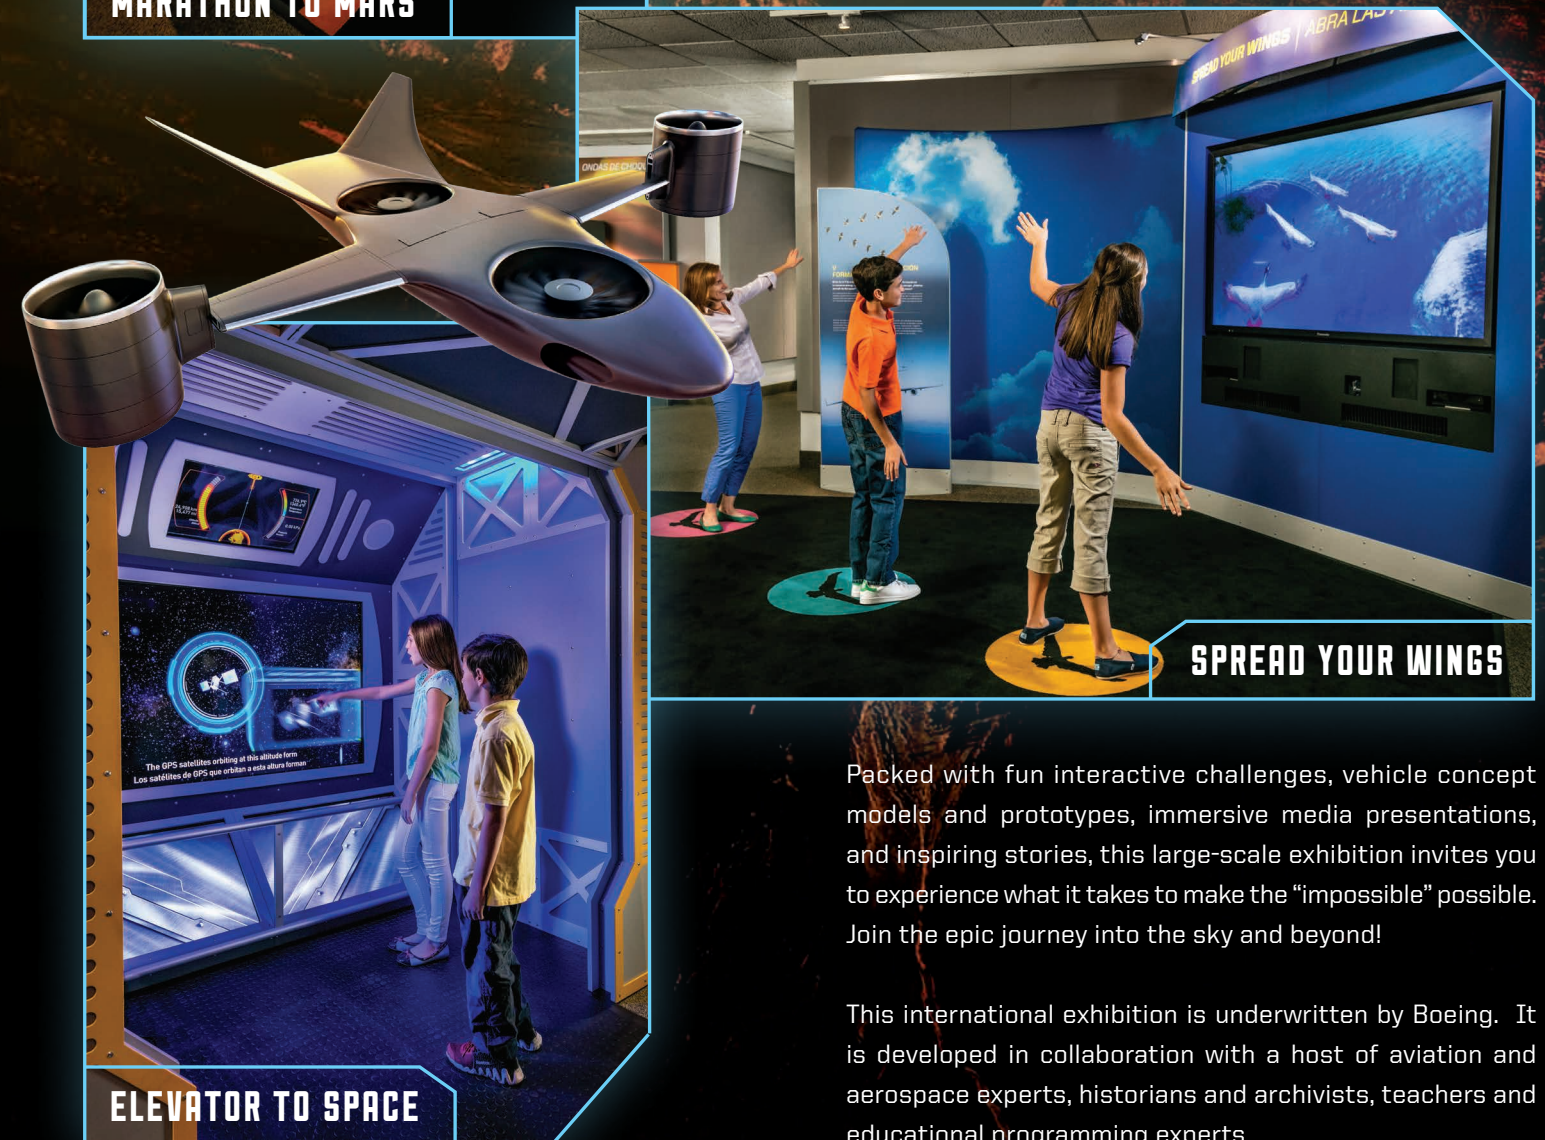 MARATHON TO MARS
SPREAD YOUR WINGS | ABRA LAS
ONDAS DE CHOQUE
V
The GPS satellites orbiting at this altitude form
Los satélites de GPS que orbitan a esta altura forman
SPREAD YOUR WINGS
Packed with fun interactive challenges, vehicle concept
models and prototypes, immersive media presentations,
and inspiring stories, this large-scale exhibition invites you
to experience what it takes to make the “impossible” possible.
Join the epic journey into the sky and beyond!
This international exhibition is underwritten by Boeing. It
is developed in collaboration with a host of aviation and
aerospace experts, historians and archivists, teachers and
educational programming experts.
ELEVATOR TO SPACE